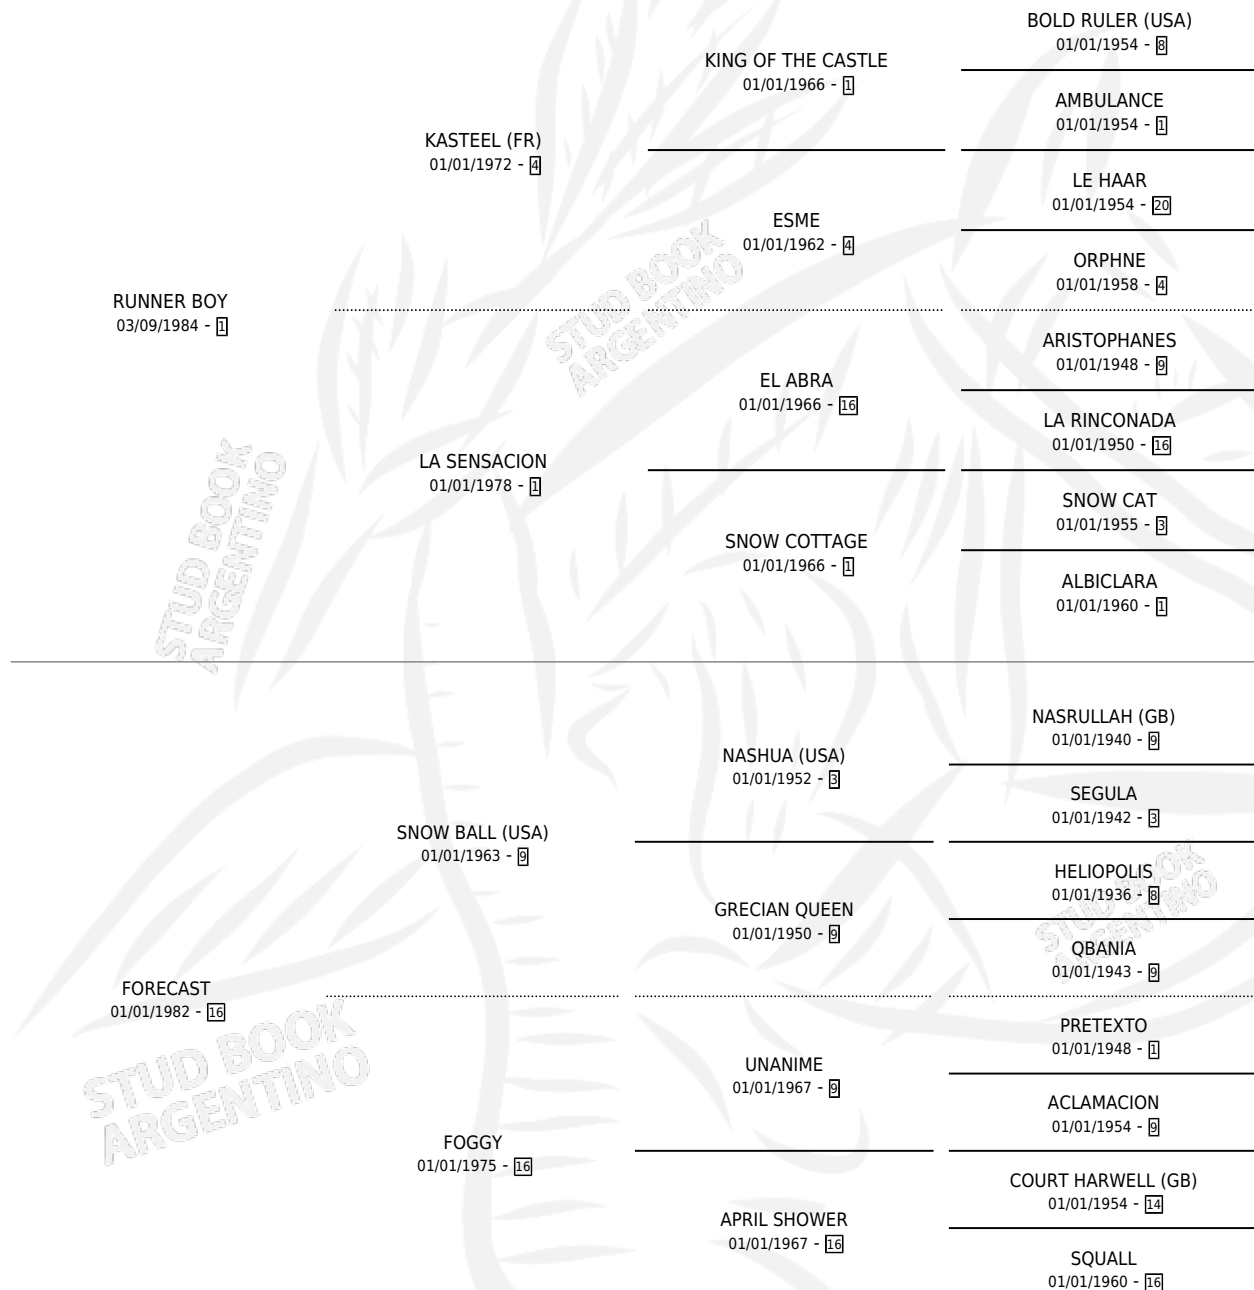 BOLD RULER (USA)
01/01/1954 - 8
KING OF THE CASTLE
01/01/1966 - 1
AMBULANCE
01/01/1954 - 1
KASTEEL (FR)
01/01/1972 - 4
LE HAAR
01/01/1954 - 20
ESME
01/01/1962 - 4
ORPHNE
01/01/1958 - 4
RUNNER BOY
03/09/1984 - 1
ARISTOPHANES
01/01/1948 - 9
EL ABRA
01/01/1966 - 16
LA RINCONADA
01/01/1950 - 16
LA SENSACION
01/01/1978 - 1
SNOW CAT
01/01/1955 - 3
SNOW COTTAGE
01/01/1966 - 1
ALBICLARA
01/01/1960 - 1
NASRULLAH (GB)
01/01/1940 - 9
NASHUA (USA)
01/01/1952 - 3
SEGULA
01/01/1942 - 3
SNOW BALL (USA)
01/01/1963 - 9
HELIOPOLIS
01/01/1936 - 8
GRECIAN QUEEN
01/01/1950 - 9
QBANIA
01/01/1943 - 9
FORECAST
01/01/1982 - 16
PRETEXTO
01/01/1948 - 1
UNANIME
01/01/1967 - 9
ACLAMACION
01/01/1954 - 9
FOGGY
01/01/1975 - 16
COURT HARWELL (GB)
01/01/1954 - 14
APRIL SHOWER
01/01/1967 - 16
SQUALL
01/01/1960 - 16
STUD BOOK
ARGENTINO
STUD BOOK
ARGENTINO
STUD BOOK
ARGENTINO
STUD BOOK
ARGENTINO